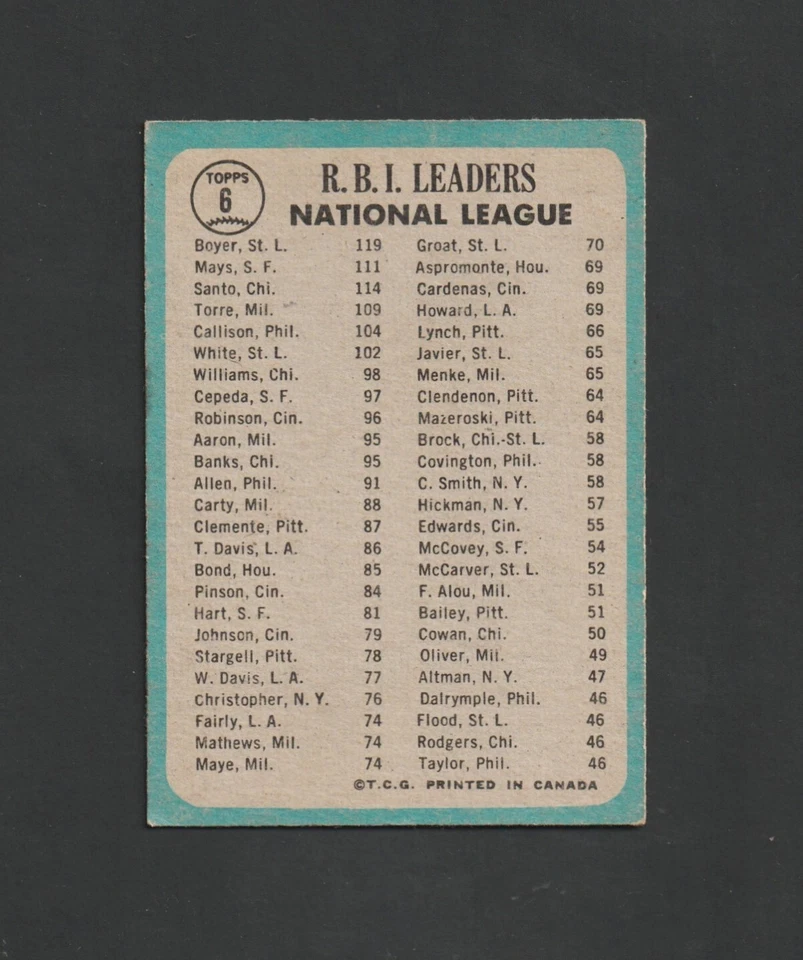 TOPPS
6
R.B.I. LEADERS
NATIONAL LEAGUE
Boyer, St. L. 119
Mays, S. F. 111
Santo, Chi. 114
Torre, Mil. 109
Callison, Phil. 104
White, St. L. 102
Williams, Chi. 98
Cepeda, S. F. 97
Robinson, Cin. 96
Aaron, Mil. 95
Banks, Chi. 95
Allen, Phil. 91
Carty, Mil. 88
Clemente, Pitt. 87
T. Davis, L. A. 86
Bond, Hou. 85
Pinson, Cin. 84
Hart, S. F. 81
Johnson, Cin. 79
Stargell, Pitt. 78
W. Davis, L. A. 77
Christopher, N. Y. 76
Fairly, L. A. 74
Mathews, Mil. 74
Maye, Mil. 74
Groat, St. L. 70
Aspromonte, Hou. 69
Cardenas, Cin. 69
Howard, L. A. 69
Lynch, Pitt. 66
Javier, St. L. 65
Menke, Mil. 65
Clendenon, Pitt. 64
Mazeroski, Pitt. 64
Brock, Chi.-St. L. 58
Covington, Phil. 58
C. Smith, N. Y. 58
Hickman, N. Y. 57
Edwards, Cin. 55
McCovey, S. F. 54
McCarver, St. L. 52
F. Alou, Mil. 51
Bailey, Pitt. 51
Cowan, Chi. 50
Oliver, Mil. 49
Altman, N. Y. 47
Dalrymple, Phil. 46
Flood, St. L. 46
Rodgers, Chi. 46
Taylor, Phil. 46
©T.C.G. PRINTED IN CANADA